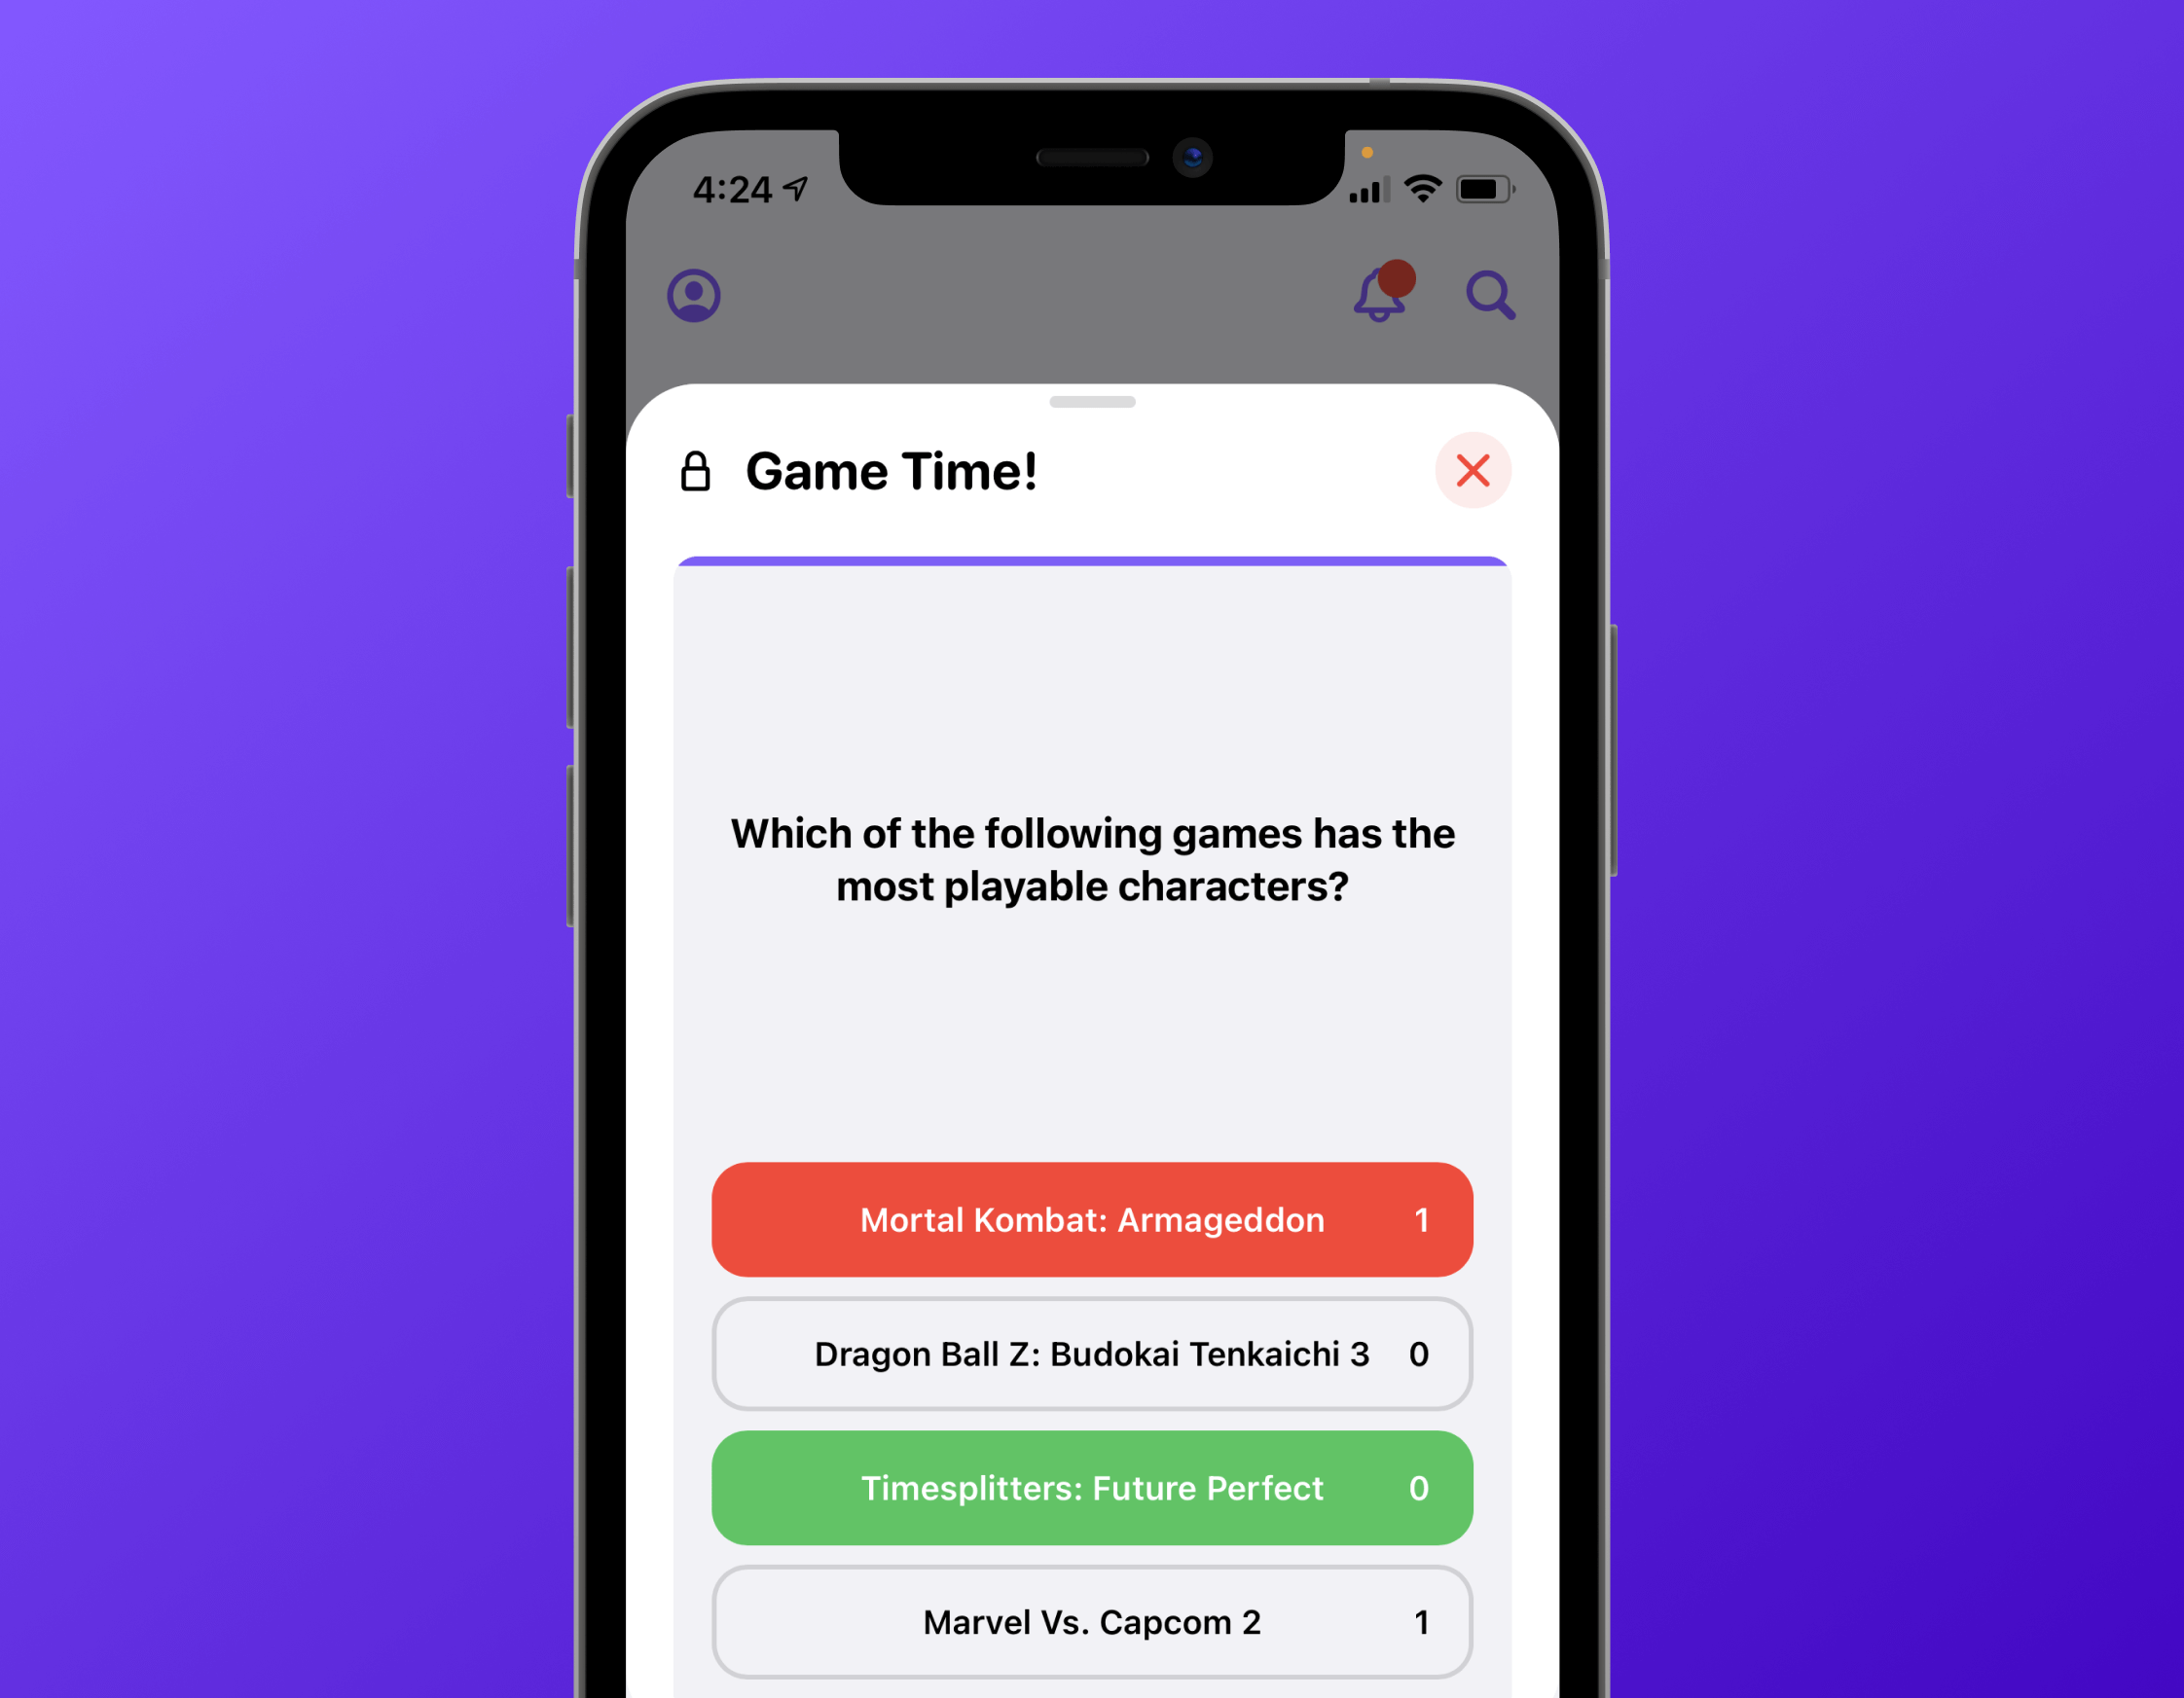 4:24
Game Time!
Which of the following games has the
most playable characters?
Mortal Kombat: Armageddon 1
Dragon Ball Z: Budokai Tenkaichi 3 0
Timesplitters: Future Perfect 0
Marvel Vs. Capcom 2 1